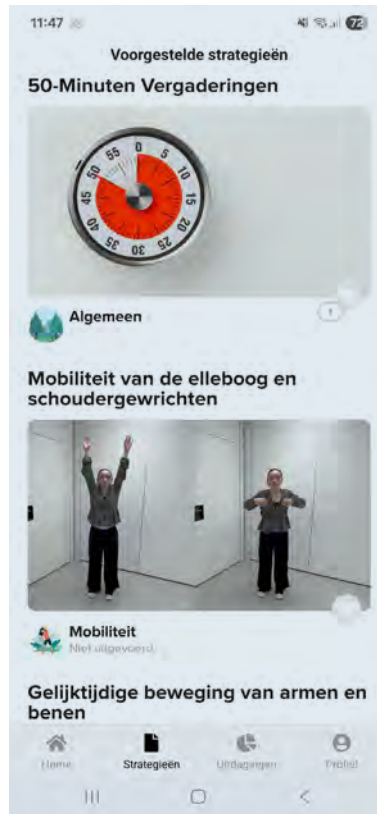 11:47
72
Voorgestelde strategieën
50-Minuten Vergaderingen
55 0 5
50 10
45 15
40 20
35 30 25
Algemeen
1
Mobiliteit van de elleboog en
schoudergewrichten
Mobiliteit
Niet uitgevoerd
Gelijktijdige beweging van armen en
benen
Home Strategieën Uitdagingen Profiel